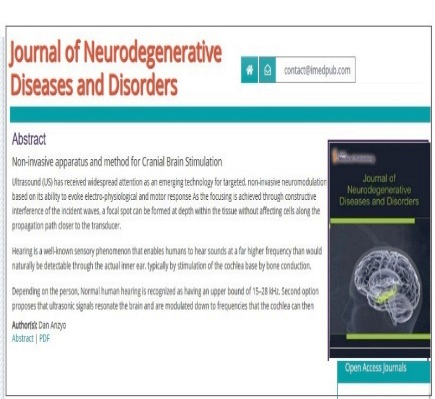 Journal of Neurodegenerative
Diseases and Disorders
contact@imedpub.com
Abstract
Non-invasive apparatus and method for Cranial Brain Stimulation
Ultrasound (US) has received widespread attention as an emerging technology for targeted, non-invasive neuromodulation
based on its ability to evoke electro-physiological and motor response As the focusing is achieved through constructive
interference of the incident waves, a focal spot can be formed at depth within the tissue without affecting cells along the
propagation path closer to the transducer.
Hearing is a well-known sensory phenomenon that enables humans to hear sounds at a far higher frequency than would
naturally be detectable through the actual inner ear, typically by stimulation of the cochlea base by bone conduction.
Depending on the person, Normal human hearing is recognized as having an upper bound of 15–28 kHz. Second option
proposes that ultrasonic signals resonate the brain and are modulated down to frequencies that the cochlea can then
Author(s): Dan
Abstract | PDF
Journal of
Neurodegenerative
Diseases and Disorders
Open Access Journals